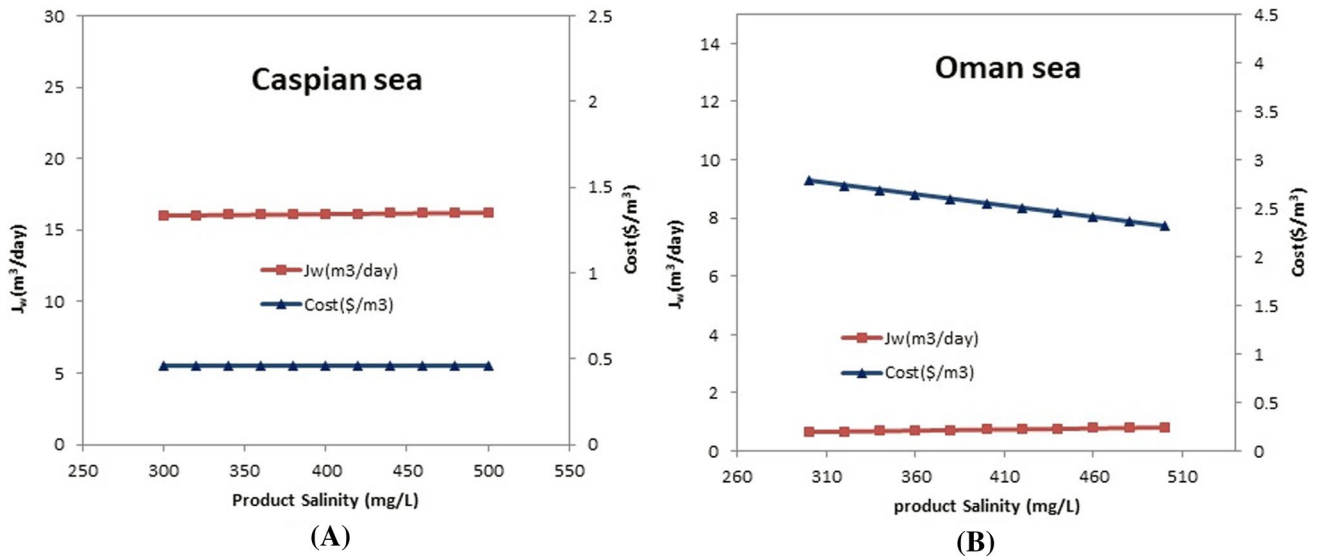 Caspian sea
30
25
20
15
10
5
0
J_w(m³/day)
2.5
2
1.5
1
0.5
0
Cost($/m³)
Jw(m3/day)
Cost($/m3)
250 300 350 400 450 500 550
Product Salinity (mg/L)
(A)
Oman sea
14
12
10
8
6
4
2
0
J_w(m³/day)
4.5
4
3.5
3
2.5
2
1.5
1
0.5
0
Cost($/m³)
Jw(m3/day)
Cost($/m3)
260 310 360 410 460 510
product Salinity (mg/L)
(B)